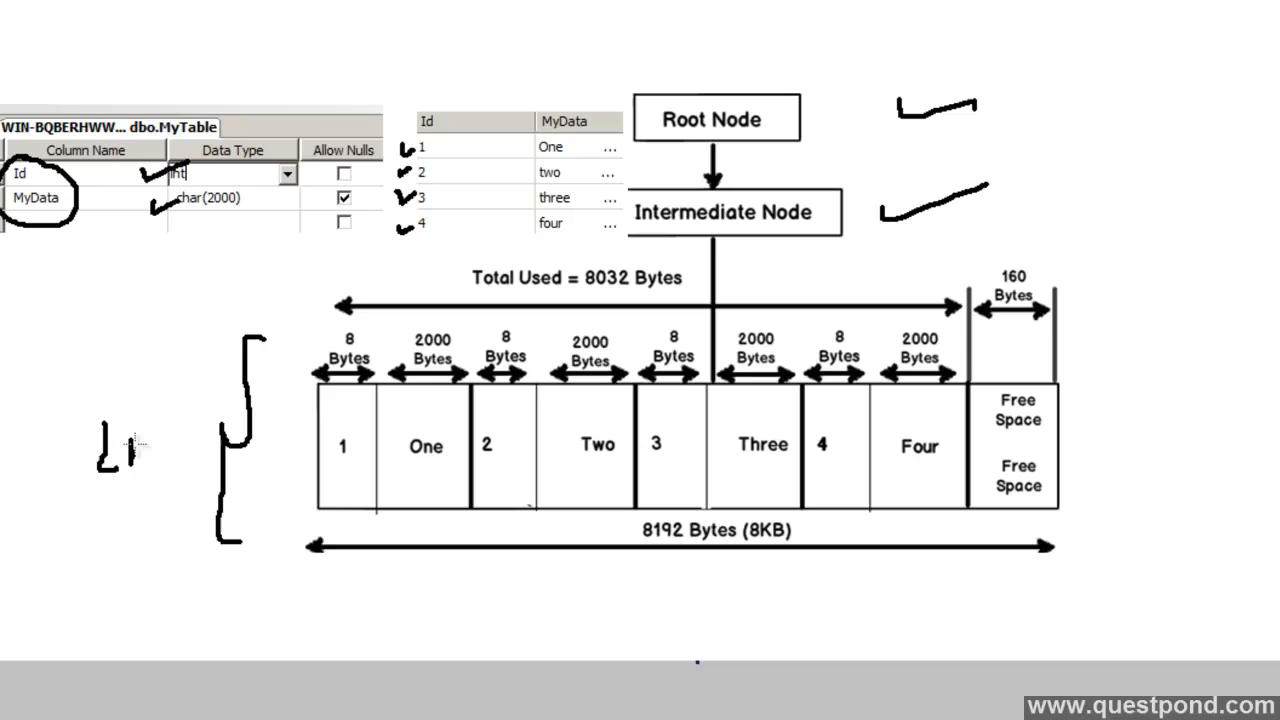 WIN-BQBERHWW... dbo.MyTable
Column Name Data Type Allow Nulls
Id int
MyData char(2000)
Id MyData
1 One ...
2 two ...
3 three ...
4 four ...
Root Node
Intermediate Node
Total Used = 8032 Bytes
160
Bytes
8
Bytes
2000
Bytes
8
Bytes
2000
Bytes
8
Bytes
2000
Bytes
8
Bytes
2000
Bytes
1 One 2 Two 3 Three 4 Four
Free
Space
Free
Space
8192 Bytes (8KB)
www.questpond.com